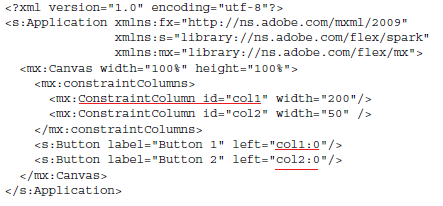 <?xml version="1.0" encoding="utf-8"?>
<s:Application xmlns:fx="http://ns.adobe.com/mxml/2009"
xmlns:s="library://ns.adobe.com/flex/spark"
xmlns:mx="library://ns.adobe.com/flex/mx">
<mx:Canvas width="100%" height="100%">
<mx:constraintColumns>
<mx:ConstraintColumn id="col1" width="200"/>
<mx:ConstraintColumn id="col2" width="50" />
</mx:constraintColumns>
<s:Button label="Button 1" left="col1:0"/>
<s:Button label="Button 2" left="col2:0"/>
</mx:Canvas>
</s:Application>